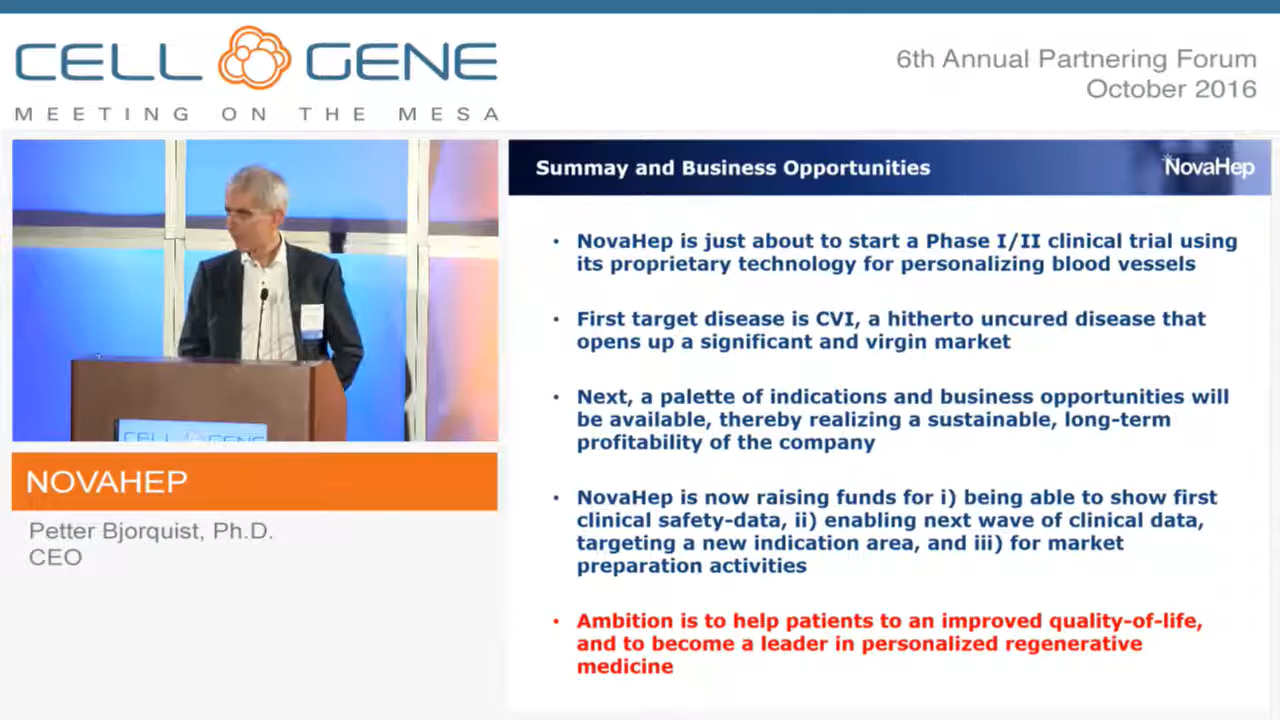 CELL GENE
MEETING ON THE MESA
6th Annual Partnering Forum
October 2016
Summay and Business Opportunities
NovaHep
• NovaHep is just about to start a Phase I/II clinical trial using
its proprietary technology for personalizing blood vessels
• First target disease is CVI, a hitherto uncured disease that
opens up a significant and virgin market
• Next, a palette of indications and business opportunities will
be available, thereby realizing a sustainable, long-term
profitability of the company
• NovaHep is now raising funds for i) being able to show first
clinical safety-data, ii) enabling next wave of clinical data,
targeting a new indication area, and iii) for market
preparation activities
• Ambition is to help patients to an improved quality-of-life,
and to become a leader in personalized regenerative
medicine
CELL GENE
NOVAHEP
Petter Bjorquist, Ph.D.
CEO